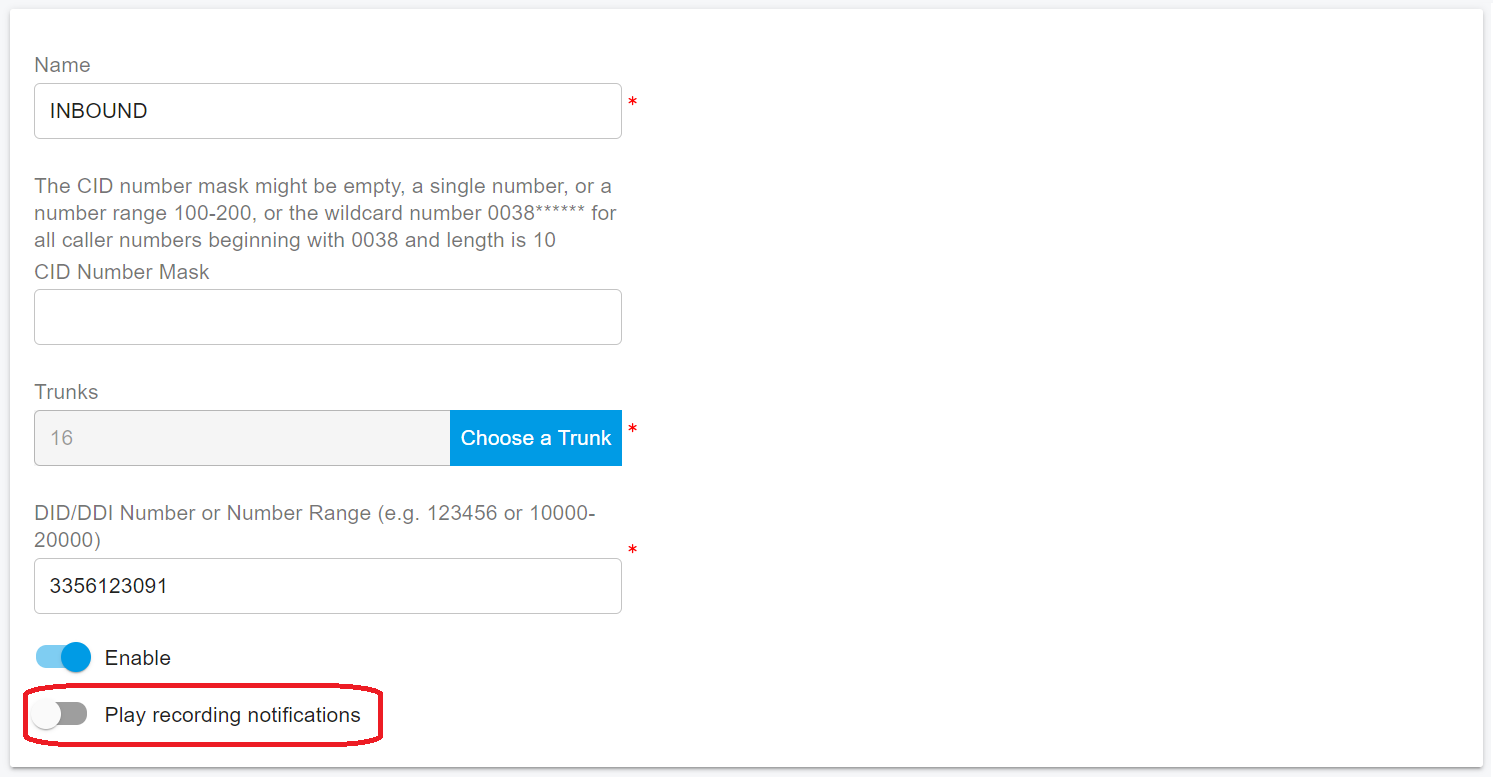 Name
INBOUND
*
The CID number mask might be empty, a single number, or a
number range 100-200, or the wildcard number 0038****** for
all caller numbers beginning with 0038 and length is 10
CID Number Mask
Trunks
16
Choose a Trunk
*
DID/DDI Number or Number Range (e.g. 123456 or 10000-
20000)
*
3356123091
Enable
Play recording notifications